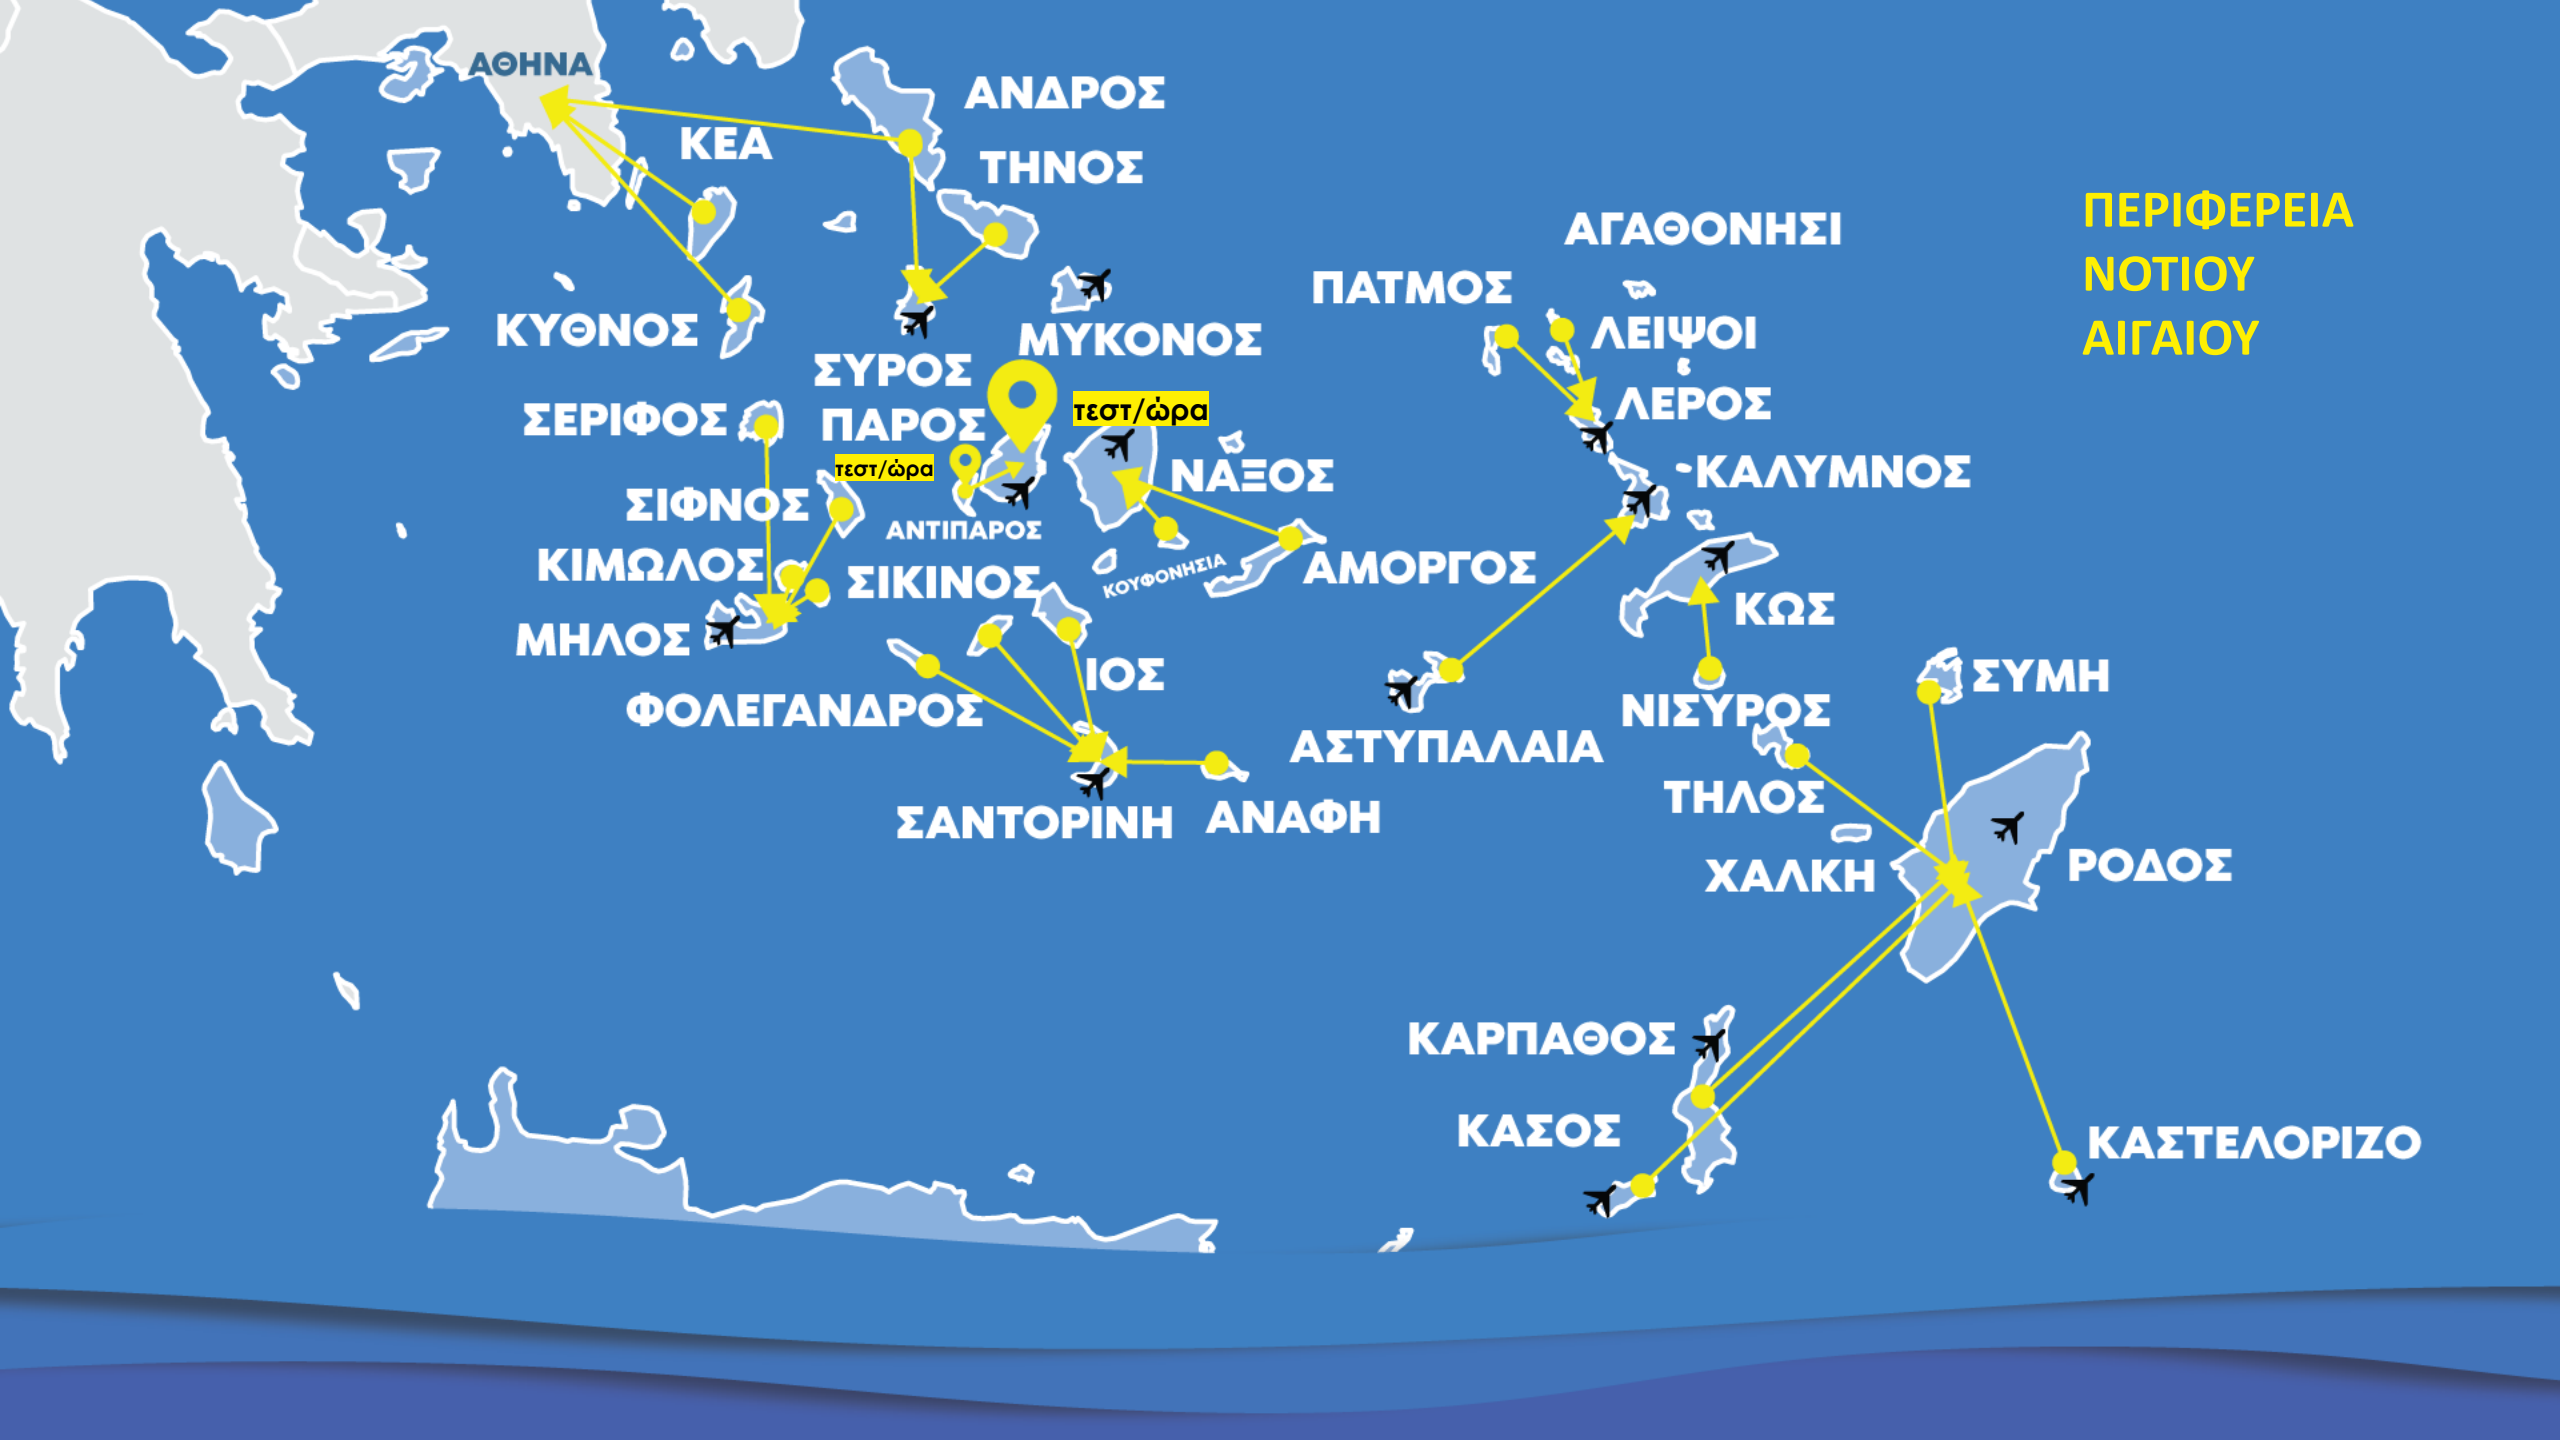 ΑΘΗΝΑ
ΑΝΔΡΟΣ
ΚΕΑ
ΤΗΝΟΣ
ΠΕΡΙΦΕΡΕΙΑ
ΝΟΤΙΟΥ
ΑΙΓΑΙΟΥ
ΑΓΑΘΟΝΗΣΙ
ΠΑΤΜΟΣ
ΚΥΘΝΟΣ
ΜΥΚΟΝΟΣ
ΛΕΙΨΟΙ
ΣΥΡΟΣ
ΣΕΡΙΦΟΣ
ΠΑΡΟΣ
τεστ/ώρα
ΛΕΡΟΣ
τεστ/ώρα
ΝΑΞΟΣ
ΚΑΛΥΜΝΟΣ
ΣΙΦΝΟΣ
ΑΝΤΙΠΑΡΟΣ
ΚΙΜΩΛΟΣ
ΣΙΚΙΝΟΣ
ΚΟΥΦΟΝΗΣΙΑ
ΑΜΟΡΓΟΣ
ΚΩΣ
ΜΗΛΟΣ
ΙΟΣ
ΣΥΜΗ
ΦΟΛΕΓΑΝΔΡΟΣ
ΝΙΣΥΡΟΣ
ΑΣΤΥΠΑΛΑΙΑ
ΤΗΛΟΣ
ΣΑΝΤΟΡΙΝΗ
ΑΝΑΦΗ
ΧΑΛΚΗ
ΡΟΔΟΣ
ΚΑΡΠΑΘΟΣ
ΚΑΣΟΣ
ΚΑΣΤΕΛΟΡΙΖΟ